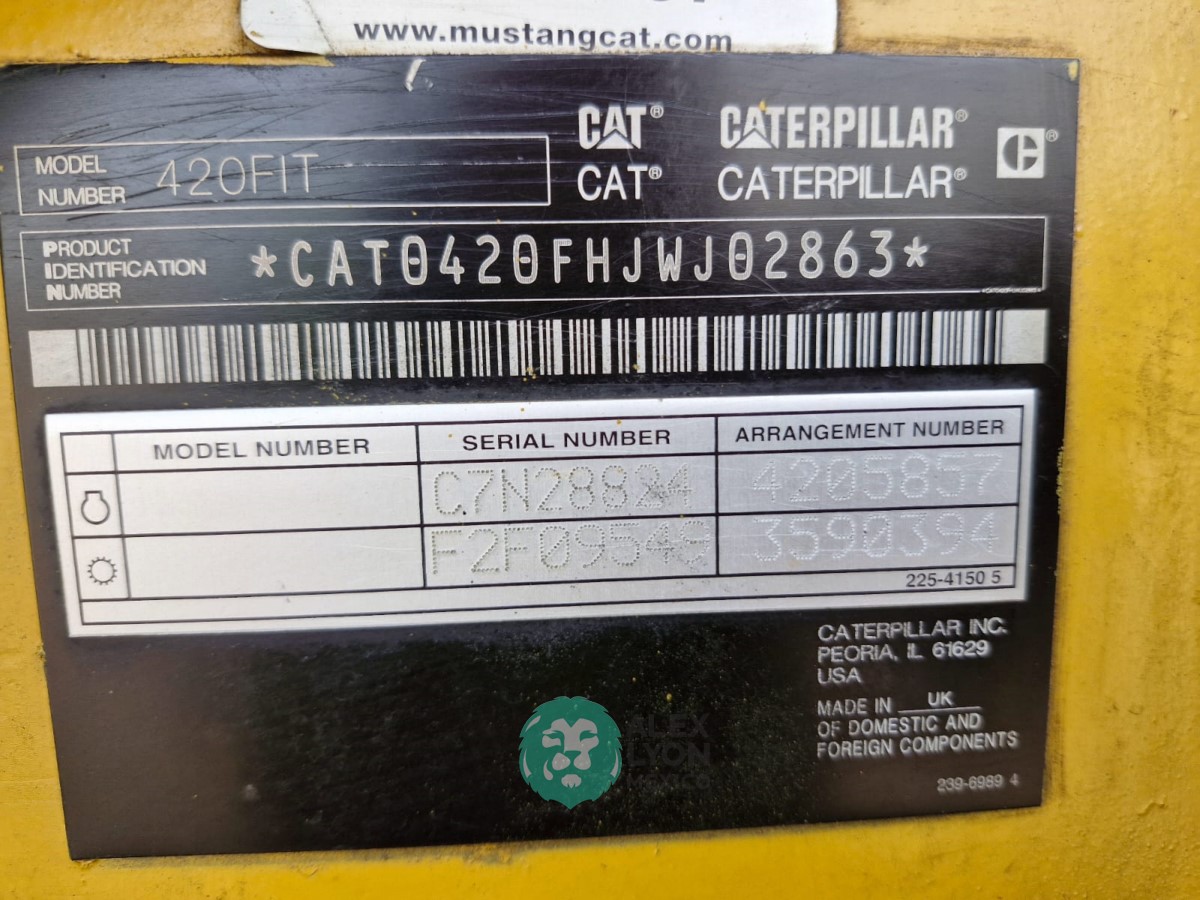 www.mustangcat.com
CAT® CATERPILLAR®
CAT® CATERPILLAR®
MODEL NUMBER 420FIT
PRODUCT IDENTIFICATION NUMBER *CAT0420FHJWJ02863*
MODEL NUMBER SERIAL NUMBER ARRANGEMENT NUMBER
C7N28824 4205857
F2F09549 3590394
225-4150 5
CATERPILLAR INC.
PEORIA, IL 61629
USA
MADE IN UK
OF DOMESTIC AND
FOREIGN COMPONENTS
239-6989 4
ALEX
LYON